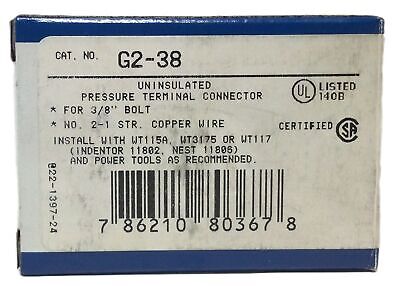 CAT. NO. G2-38
UNINSULATED
PRESSURE TERMINAL CONNECTOR
UL LISTED
140B
* FOR 3/8" BOLT
* NO. 2-1 STR. COPPER WIRE
CERTIFIED SA
INSTALL WITH WT115A, WT3175 OR WT117
(INDENTOR 11802, NEST 11806)
AND POWER TOOLS AS RECOMMENDED.
@22-1397-24
7 86210 80367 8